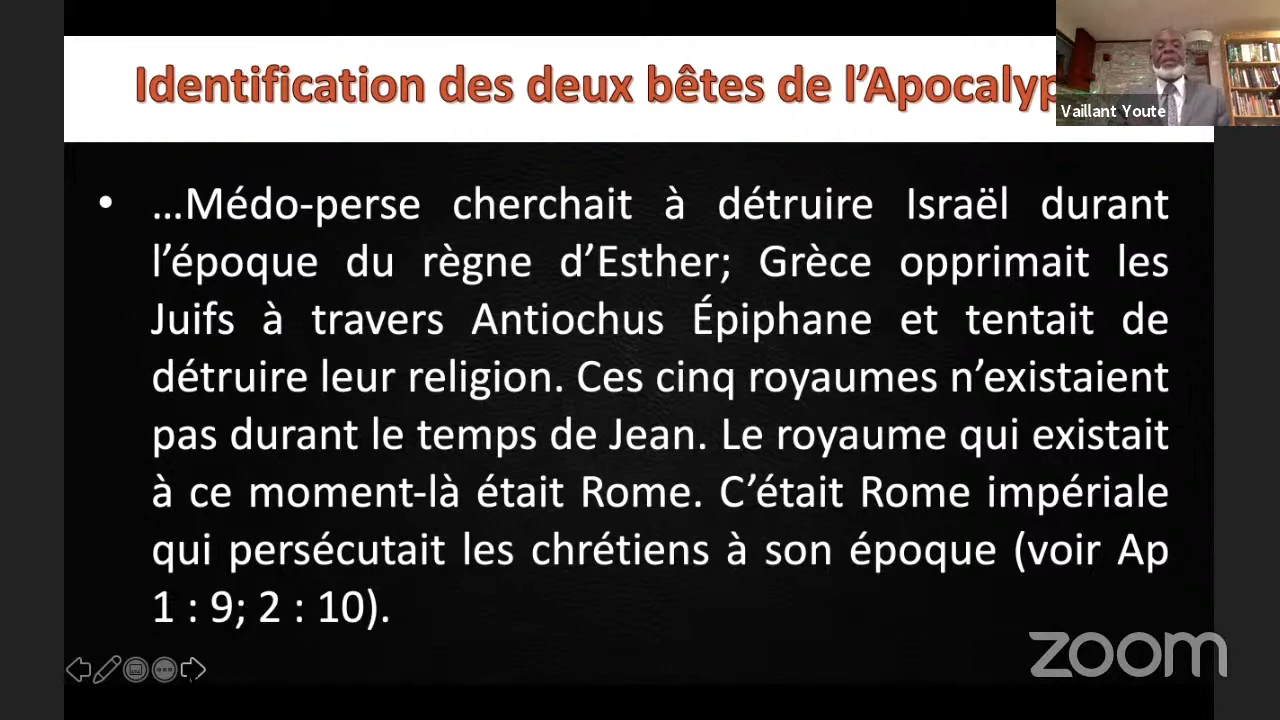 Identification des deux bêtes de l’Apocalyp
Vaillant Youte
• …Médo-perse cherchait à détruire Israël durant
l’époque du règne d’Esther; Grèce opprimait les
Juifs à travers Antiochus Épiphane et tentait de
détruire leur religion. Ces cinq royaumes n’existaient
pas durant le temps de Jean. Le royaume qui existait
à ce moment-là était Rome. C’était Rome impériale
qui persécutait les chrétiens à son époque (voir Ap
1 : 9; 2 : 10).
zoom